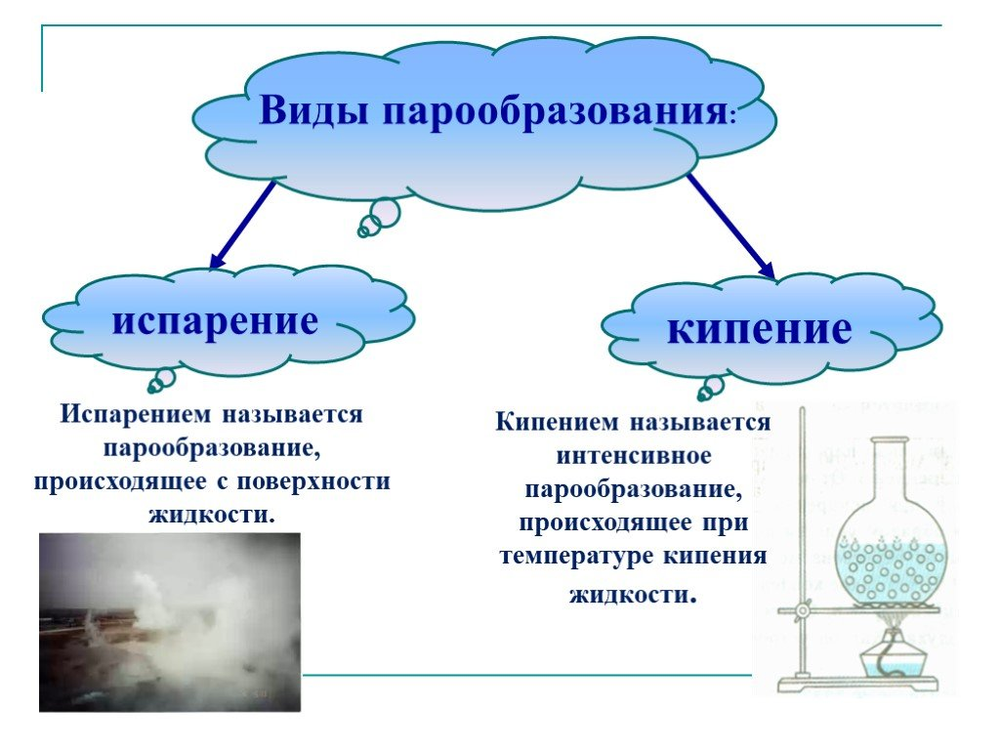 Виды парообразования:
испарение
кипение
Испарением называется
парообразование,
происходящее с поверхности
жидкости.
Кипением называется
интенсивное
парообразование,
происходящее при
температуре кипения
жидкости.